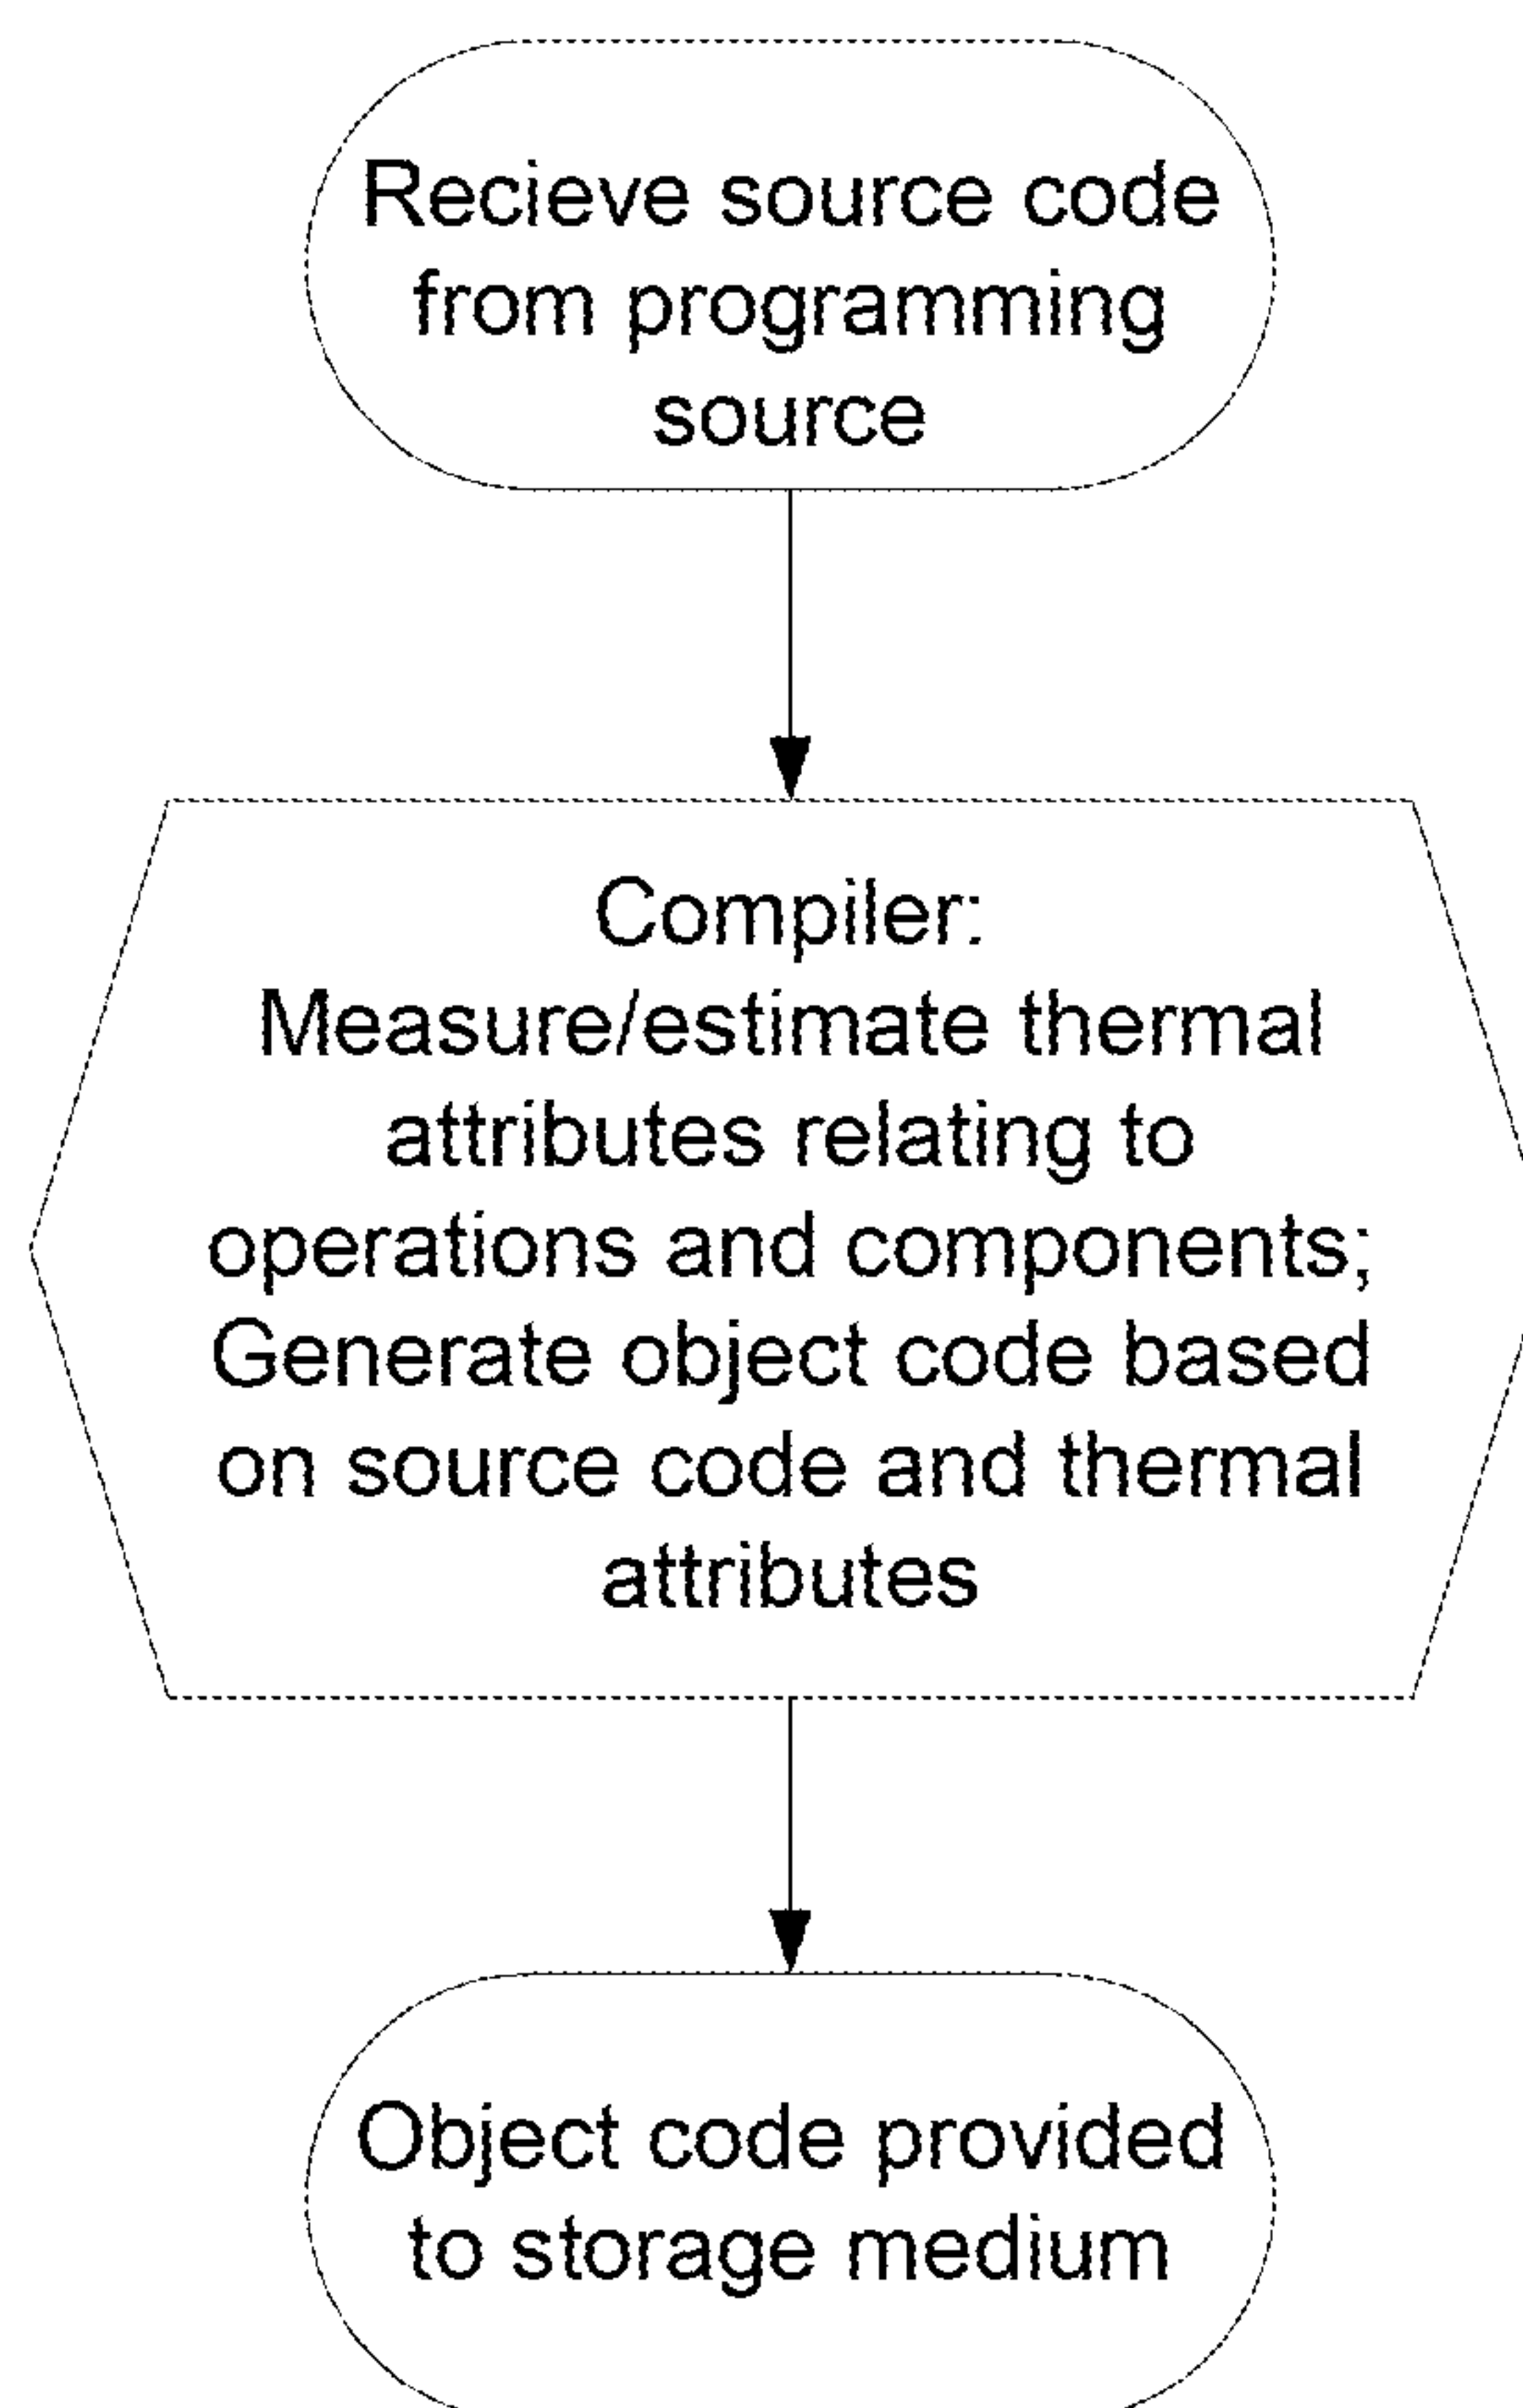 Recieve source code
from programming
source
Compiler:
Measure/estimate thermal
attributes relating to
operations and components;
Generate object code based
on source code and thermal
attributes
Object code provided
to storage medium